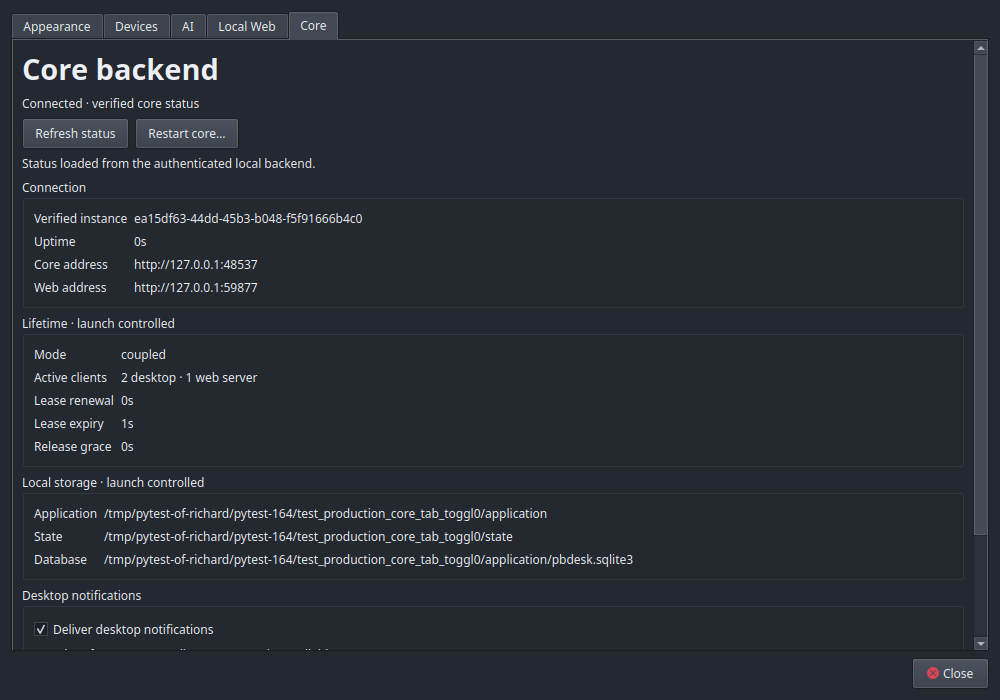 Appearance Devices AI Local Web Core
Core backend
Connected · verified core status
Refresh status Restart core...
Status loaded from the authenticated local backend.
Connection
Verified instance ea15df63-44dd-45b3-b048-f5f91666b4c0
Uptime 0s
Core address http://127.0.0.1:48537
Web address http://127.0.0.1:59877
Lifetime · launch controlled
Mode coupled
Active clients 2 desktop · 1 web server
Lease renewal 0s
Lease expiry 1s
Release grace 0s
Local storage · launch controlled
Application /tmp/pytest-of-richard/pytest-164/test_production_core_tab_toggl0/application
State /tmp/pytest-of-richard/pytest-164/test_production_core_tab_toggl0/state
Database /tmp/pytest-of-richard/pytest-164/test_production_core_tab_toggl0/application/pbdesk.sqlite3
Desktop notifications
Deliver desktop notifications
Close